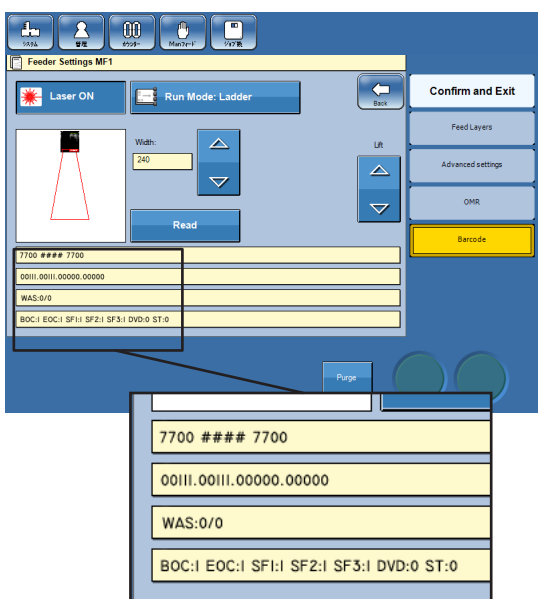 ｼｽﾃﾑ 管理 ｶｳﾝﾀｰ Manﾌｨｰﾄﾞ
Feeder Settings MF1
Laser ON
Run Mode: Ladder
Back
Confirm and Exit
Feed Layers
Width:
240
Lift
Advanced settings
OMR
Read
Barcode
7700 #### 7700
00III.00III.00000.00000
WAS:0/0
BOC:I EOC:I SFI:I SF2:I SF3:I DVD:0 ST:0
Purge
7700 #### 7700
00III.00III.00000.00000
WAS:0/0
BOC:I EOC:I SFI:I SF2:I SF3:I DVD:0 ST:0